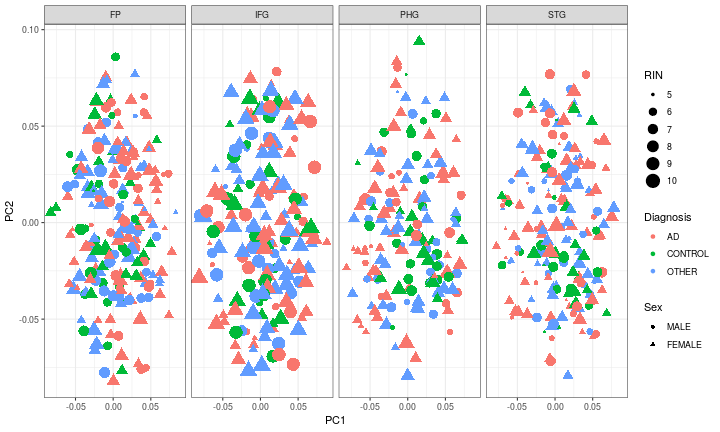 FP IFG PHG STG
0.10
0.05
0.00
-0.05
PC2
-0.05 0.00 0.05 -0.05 0.00 0.05 -0.05 0.00 0.05 -0.05 0.00 0.05
PC1
RIN
5
6
7
8
9
10
Diagnosis
AD
CONTROL
OTHER
Sex
MALE
FEMALE